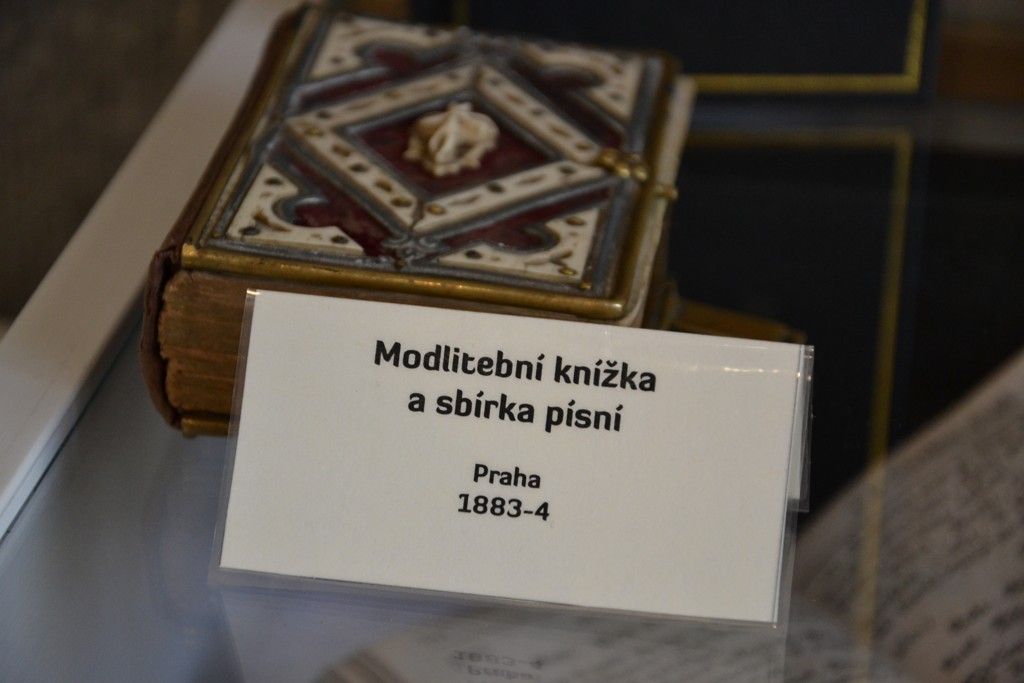 Modlitební knížka
a sbírka písní
Praha
1883-4